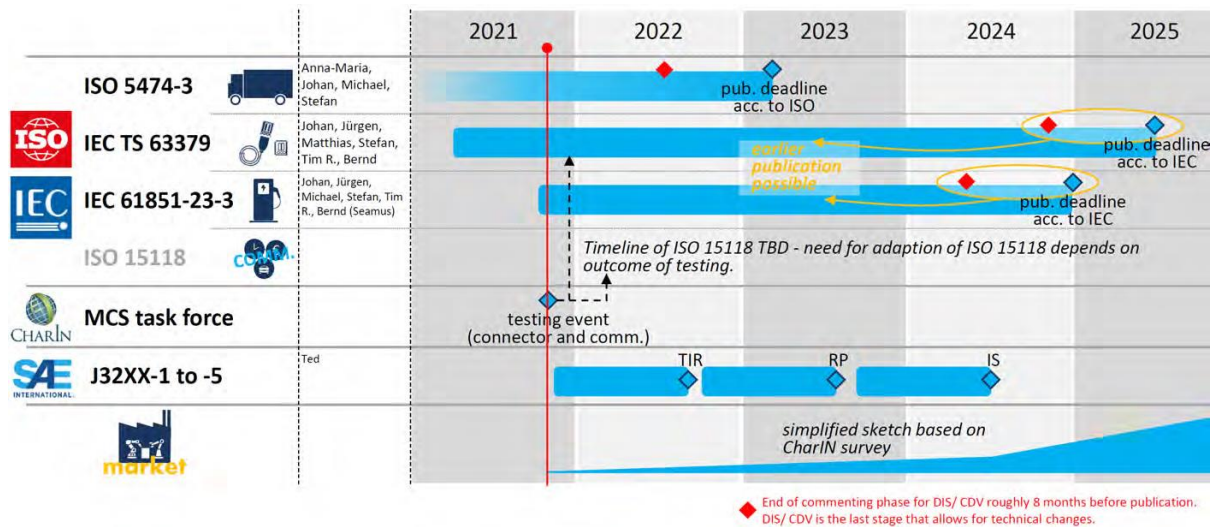 2021
2022
2023
2024
2025
ISO 5474-3
Anna-Maria,
Johan, Michael,
Stefan
pub. deadline
acc. to ISO
ISO
IEC TS 63379
Johan, Jürgen,
Matthias, Stefan,
Tim R., Bernd
earlier
publication
possible
pub. deadline
acc. to IEC
IEC
IEC 61851-23-3
Johan, Jürgen,
Michael, Stefan, Tim
R., Bernd (Seamus)
pub. deadline
acc. to IEC
ISO 15118
COMM.
Timeline of ISO 15118 TBD - need for adaption of ISO 15118 depends on
outcome of testing.
CHARIN
MCS task force
testing event
(connector and comm.)
SAE
INTERNATIONAL.
J32XX-1 to -5
Ted
TIR
RP
IS
market
simplified sketch based on
CharIN survey
End of commenting phase for DIS/ CDV roughly 8 months before publication.
DIS/ CDV is the last stage that allows for technical changes.